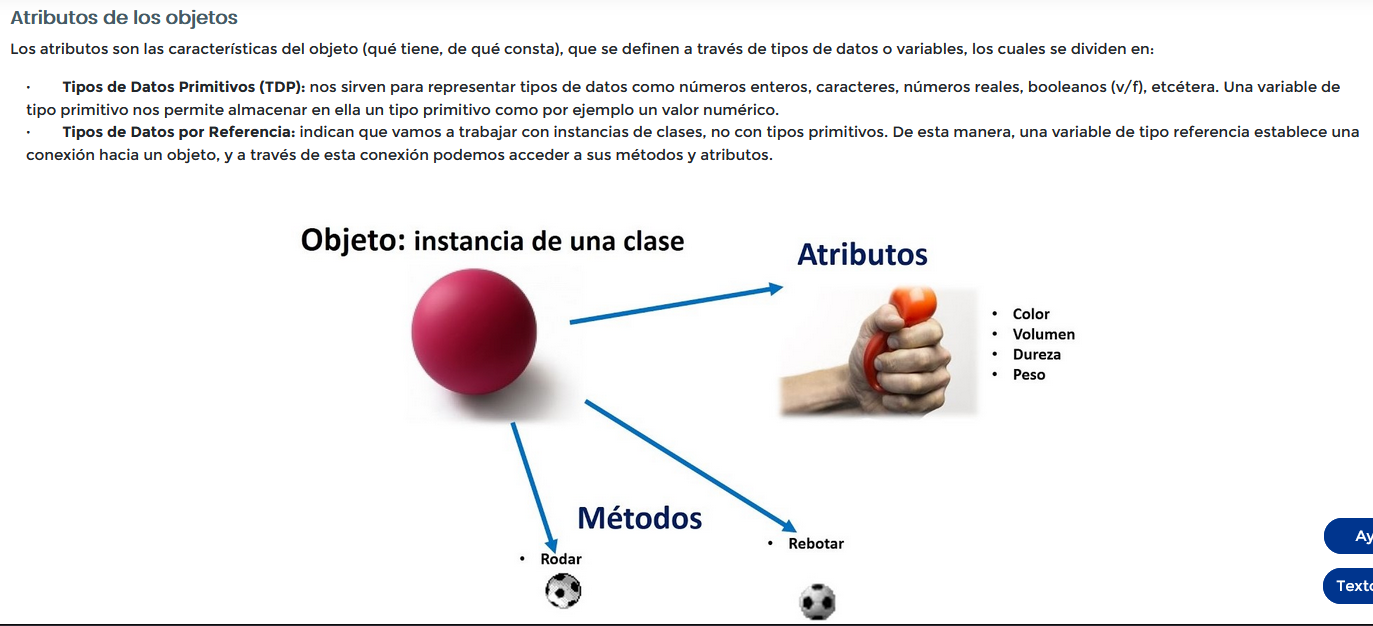 Atributos de los objetos
Los atributos son las características del objeto (qué tiene, de qué consta), que se definen a través de tipos de datos o variables, los cuales se dividen en:
· Tipos de Datos Primitivos (TDP): nos sirven para representar tipos de datos como números enteros, caracteres, números reales, booleanos (v/f), etcétera. Una variable de
tipo primitivo nos permite almacenar en ella un tipo primitivo como por ejemplo un valor numérico.
· Tipos de Datos por Referencia: indican que vamos a trabajar con instancias de clases, no con tipos primitivos. De esta manera, una variable de tipo referencia establece una
conexión hacia un objeto, y a través de esta conexión podemos acceder a sus métodos y atributos.
Objeto: instancia de una clase
Atributos
• Color
• Volumen
• Dureza
• Peso
Métodos
• Rodar
• Rebotar
Ay
Texto